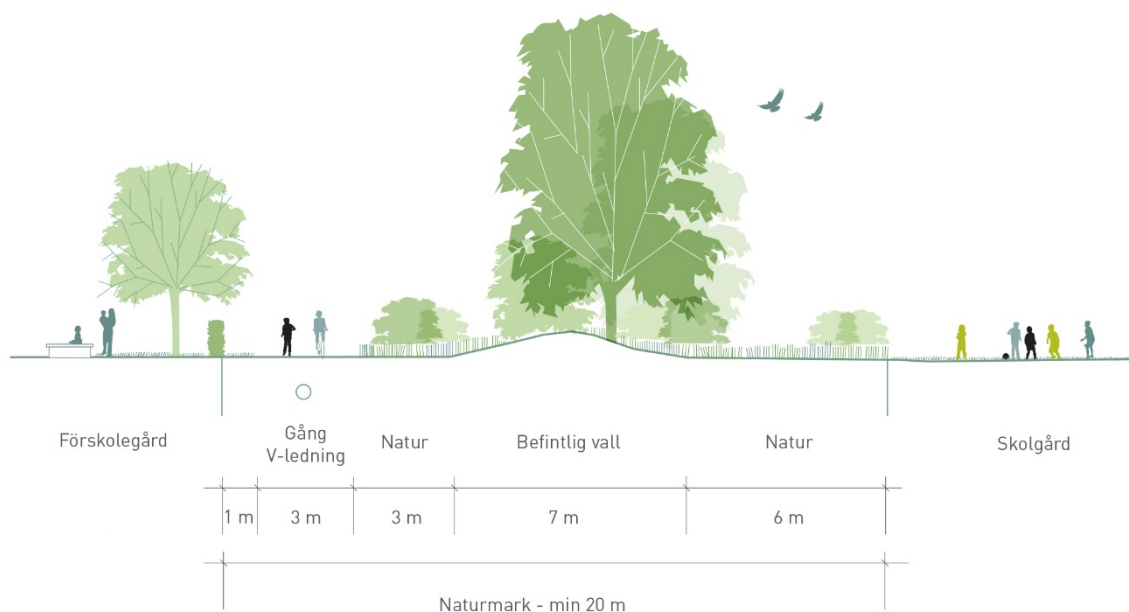 Förskolegård
Gång
V-ledning
Natur
Befintlig vall
Natur
Skolgård
1 m
3 m
3 m
7 m
6 m
Naturmark - min 20 m